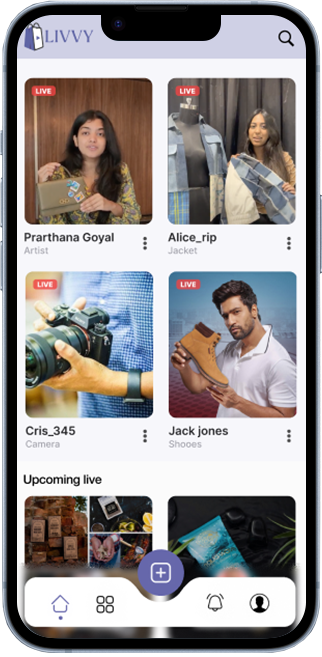 LIVVY
LIVE
LIVE
Prarthana Goyal
Alice_rip
Artist
Jacket
LIVE
LIVE
Cris_345
Jack jones
Camera
Shooes
Upcoming live